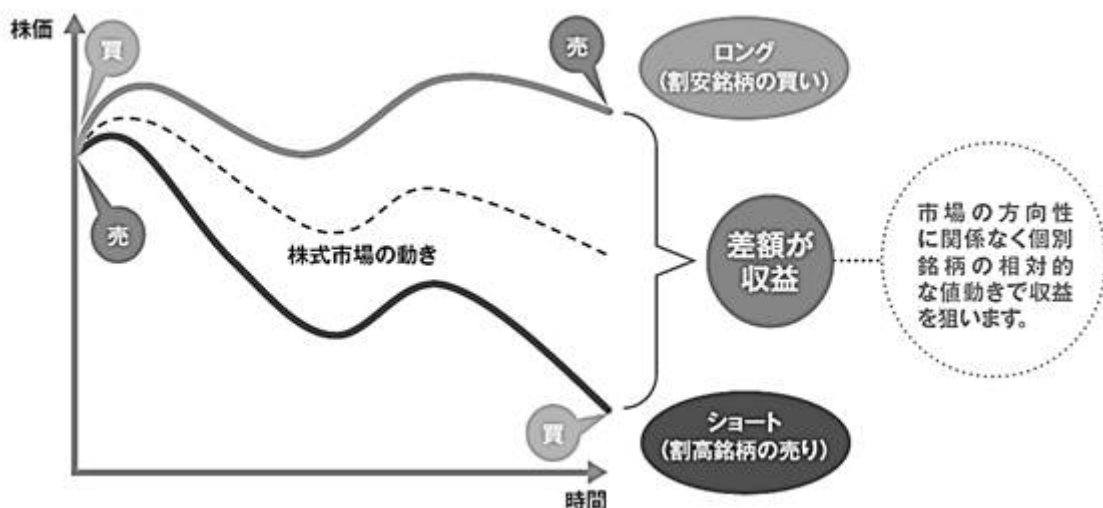 株価
買
売
ロング
(割安銘柄の買い)
売
株式市場の動き
差額が
収益
市場の方向性
に関係なく個別
銘柄の相対的
な値動きで収益
を狙います。
買
ショート
(割高銘柄の売り)
時間